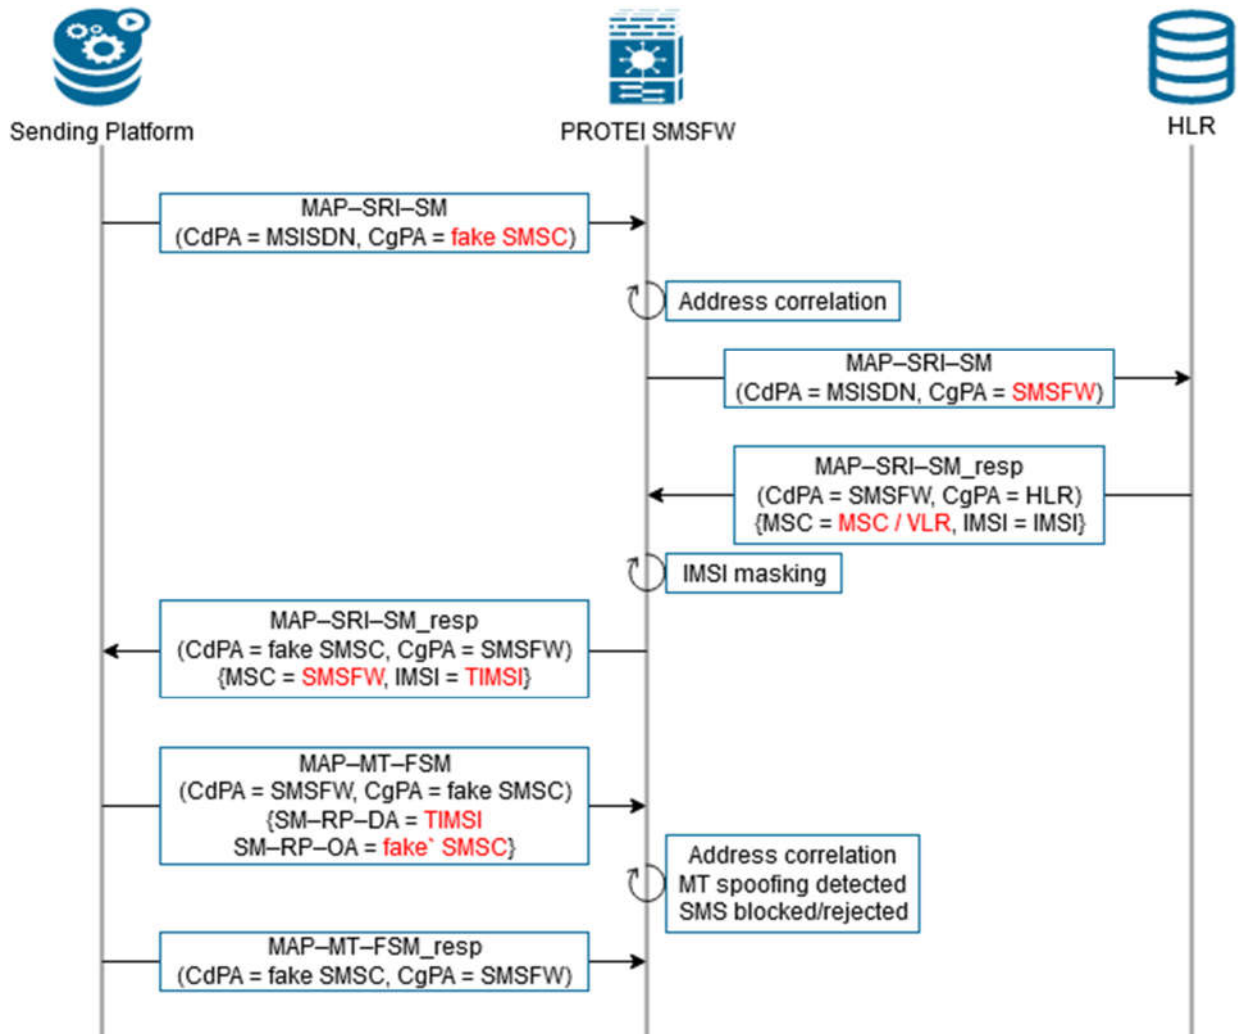 Sending Platform
PROTEI SMSFW
HLR
MAP–SRI–SM
(CdPA = MSISDN, CgPA = fake SMSC)
Address correlation
MAP–SRI–SM
(CdPA = MSISDN, CgPA = SMSFW)
MAP–SRI–SM_resp
(CdPA = SMSFW, CgPA = HLR)
{MSC = MSC / VLR, IMSI = IMSI}
IMSI masking
MAP–SRI–SM_resp
(CdPA = fake SMSC, CgPA = SMSFW)
{MSC = SMSFW, IMSI = TIMSI}
MAP–MT–FSM
(CdPA = SMSFW, CgPA = fake SMSC)
{SM–RP–DA = TIMSI
SM–RP–OA = fake` SMSC}
Address correlation
MT spoofing detected
SMS blocked/rejected
MAP–MT–FSM_resp
(CdPA = fake SMSC, CgPA = SMSFW)